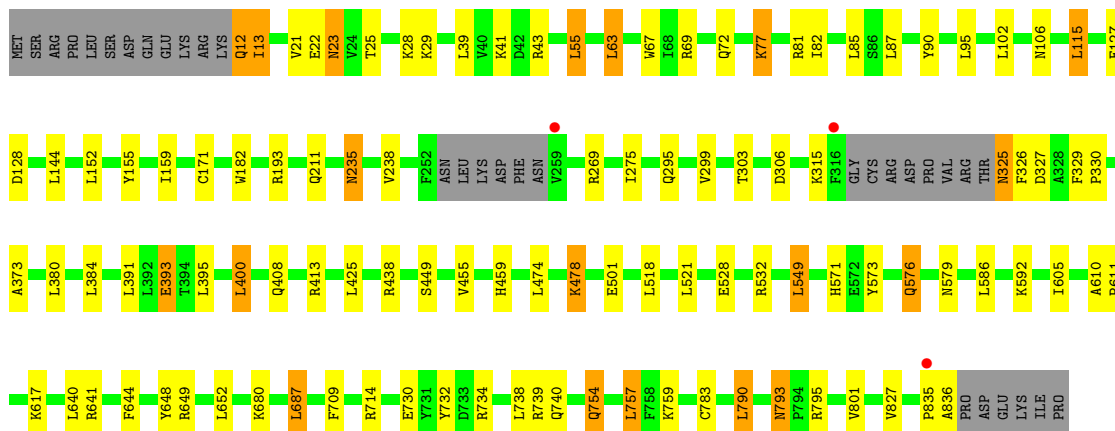 MET SER ARG PRO LEU SER ASP GLN GLU LYS ARG LYS Q12 I13 V21 E22 N23 V24 T25 K28 K29 L39 V40 K41 D42 R43 L55 L63 W67 I68 R69 Q72 K77 R81 I82 L85 S86 L87 Y90 L95 L102 N106 L115 E127
D128 L144 L152 Y155 I159 C171 W182 R193 Q211 N235 V238 F252 ASN LEU LYS ASP PHE ASN V259 R269 I275 Q295 V299 T303 D306 K315 F316 GLY CYS ARG ASP PRO VAL ARG THR N325 F326 D327 A328 F329 P330
A373 L380 L384 L391 L392 E393 T394 L395 L400 Q408 R413 L425 R438 S449 V455 H459 L474 K478 E501 L518 L521 E528 R532 L549 H571 E572 Y573 Q576 N579 L586 K592 I605 A610
K617 L640 R641 F644 Y648 R649 L652 K680 L687 F709 R714 E730 Y731 Y732 D733 R734 L738 R739 Q740 Q754 L757 F758 K759 C783 L790 N793 P794 R795 V801 V827 P835 A836 PRO ASP GLU LYS ILE PRO